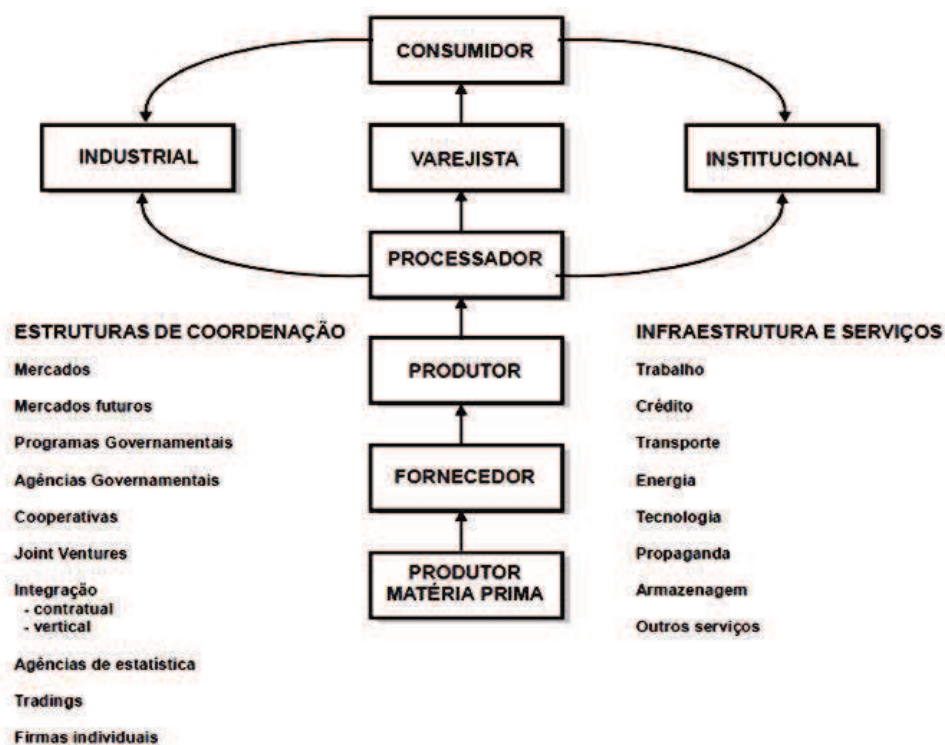 CONSUMIDOR
INDUSTRIAL
VAREJISTA
INSTITUCIONAL
PROCESSADOR
ESTRUTURAS DE COORDENAÇÃO
Mercados
Mercados futuros
Programas Governamentais
Agências Governamentais
Cooperativas
Joint Ventures
Integração
- contratual
- vertical
Agências de estatística
Tradings
Firmas individuais
PRODUTOR
FORNECEDOR
PRODUTOR
MATÉRIA PRIMA
INFRAESTRUTURA E SERVIÇOS
Trabalho
Crédito
Transporte
Energia
Tecnologia
Propaganda
Armazenagem
Outros serviços